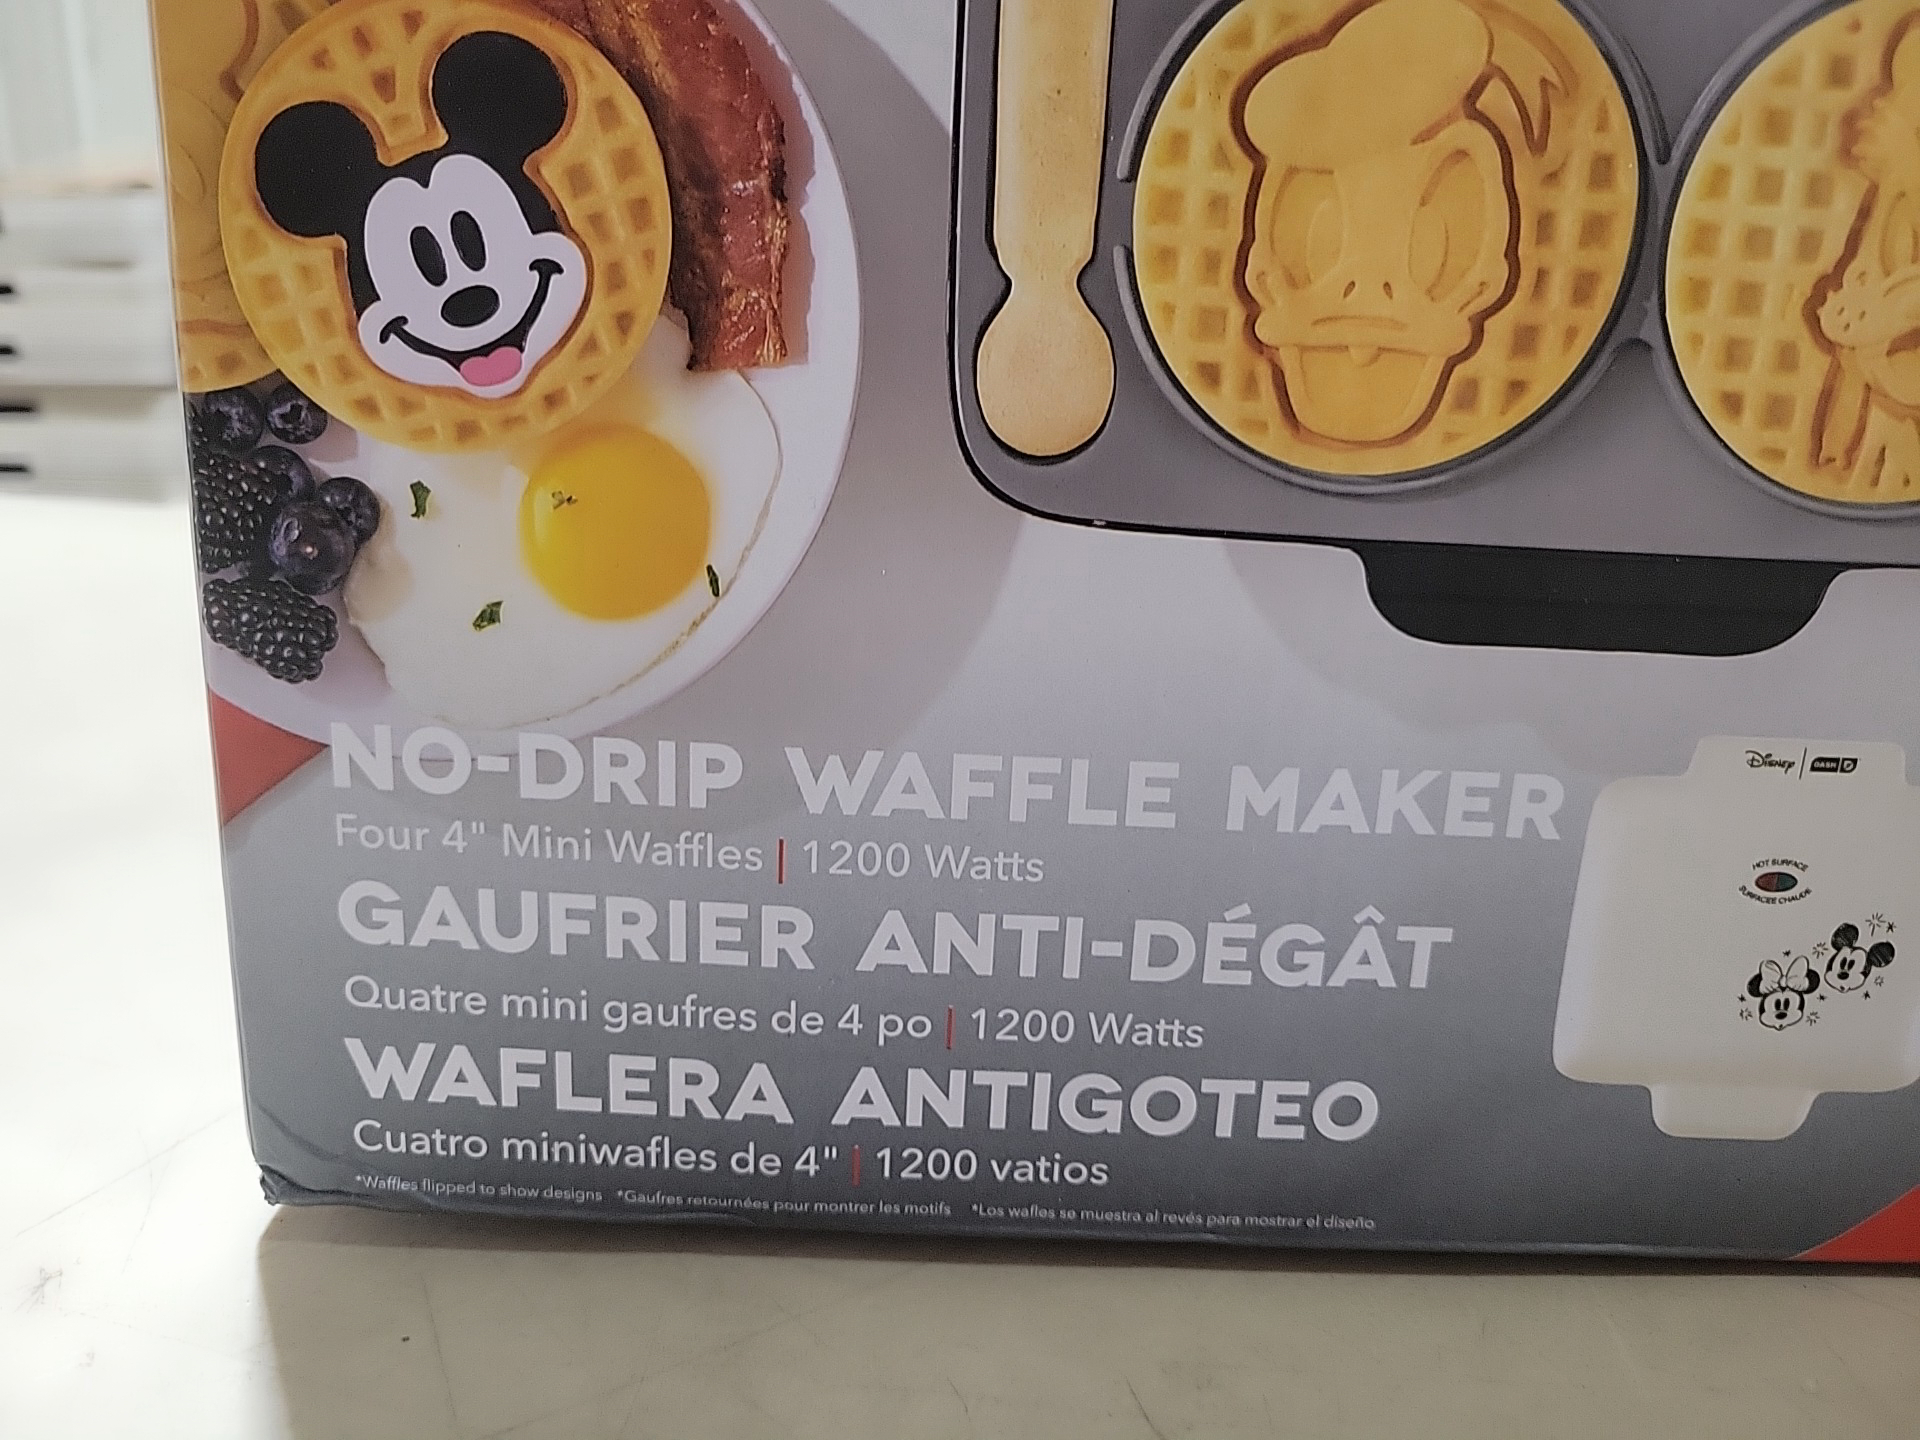 NO-DRIP WAFFLE MAKER
Four 4" Mini Waffles | 1200 Watts
GAUFRIER ANTI-DÉGÂT
Quatre mini gaufres de 4 po | 1200 Watts
WAFLERA ANTIGOTEO
Cuatro miniwafles de 4" | 1200 vatios
*Waffles flipped to show designs *Gaufres retournées pour montrer les motifs *Los wafles se muestra al revés para mostrar el diseño
Disney | DASH
HOT SURFACE
SURFACEE CHAUDE